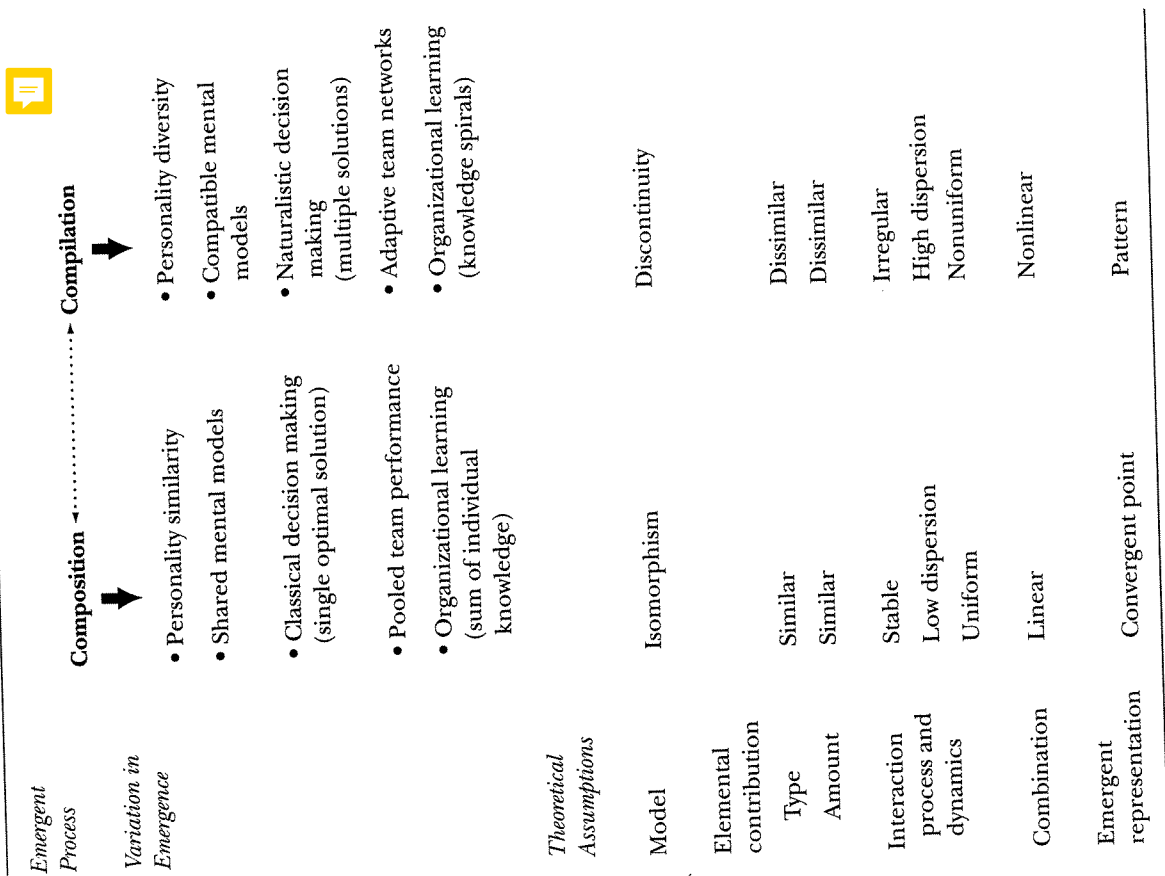 Emergent
Process
Composition
Compilation
Variation in
Emergence
• Personality similarity
• Personality diversity
• Shared mental models
• Compatible mental
models
• Classical decision making
(single optimal solution)
• Naturalistic decision
making
(multiple solutions)
• Pooled team performance
• Adaptive team networks
• Organizational learning
(sum of individual
knowledge)
• Organizational learning
(knowledge spirals)
Theoretical
Assumptions
Model
Isomorphism
Discontinuity
Elemental
contribution
Type
Similar
Dissimilar
Amount
Similar
Dissimilar
Interaction
process and
dynamics
Stable
Low dispersion
Uniform
Irregular
High dispersion
Nonuniform
Combination
Linear
Nonlinear
Emergent
representation
Convergent point
Pattern